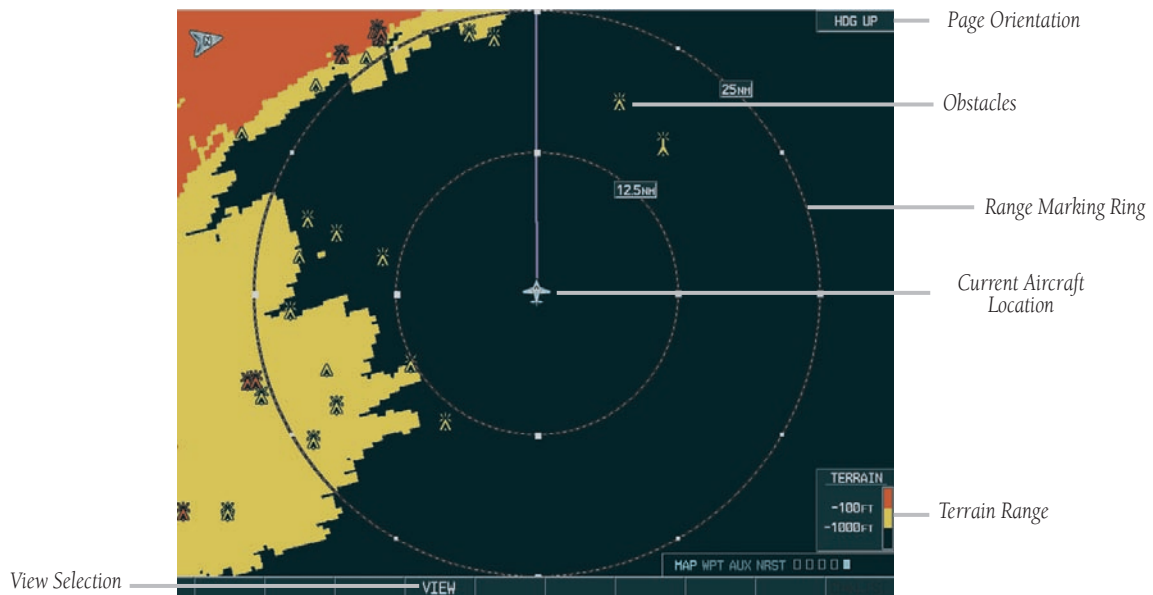 HDG UP
Page Orientation
N
25NM
Obstacles
12.5NM
Range Marking Ring
Current Aircraft
Location
TERRAIN
-100FT
-1000FT
Terrain Range
MAP WPT AUX NRST
View Selection
VIEW